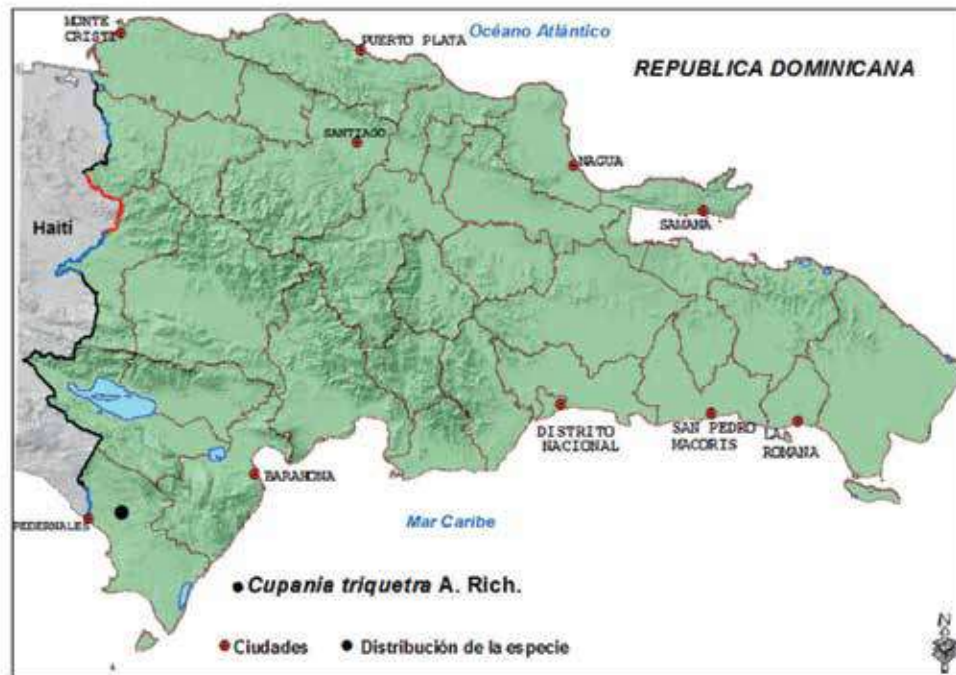 MONTE
CRISTI
PUERTO PLATA
Océano Atlántico
REPUBLICA DOMINICANA
SANTIAGO
NAGUA
SAMANA
Haití
DISTRITO
NACIONAL
SAN PEDRO
MACORIS
LA
ROMANA
BARAHONA
PEDERNALES
Mar Caribe
Cupania triquetra A. Rich.
Ciudades
Distribución de la especie